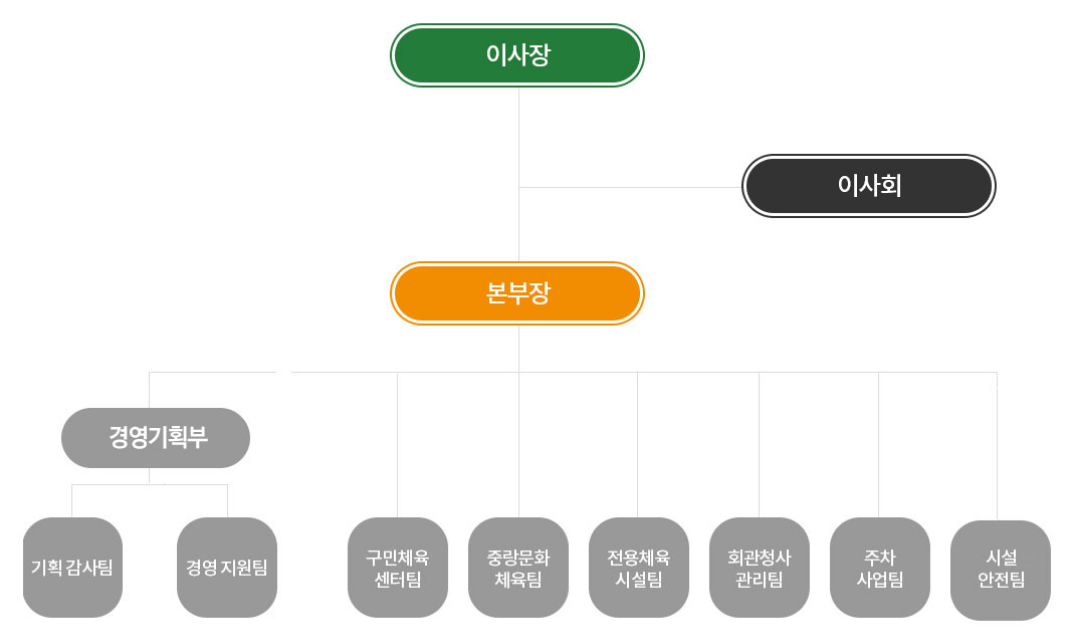 이사장
이사회
본부장
경영기획부
기획 감사팀
경영 지원팀
구민체육
센터팀
중랑문화
체육팀
전용체육
시설팀
회관청사
관리팀
주차
사업팀
시설
안전팀